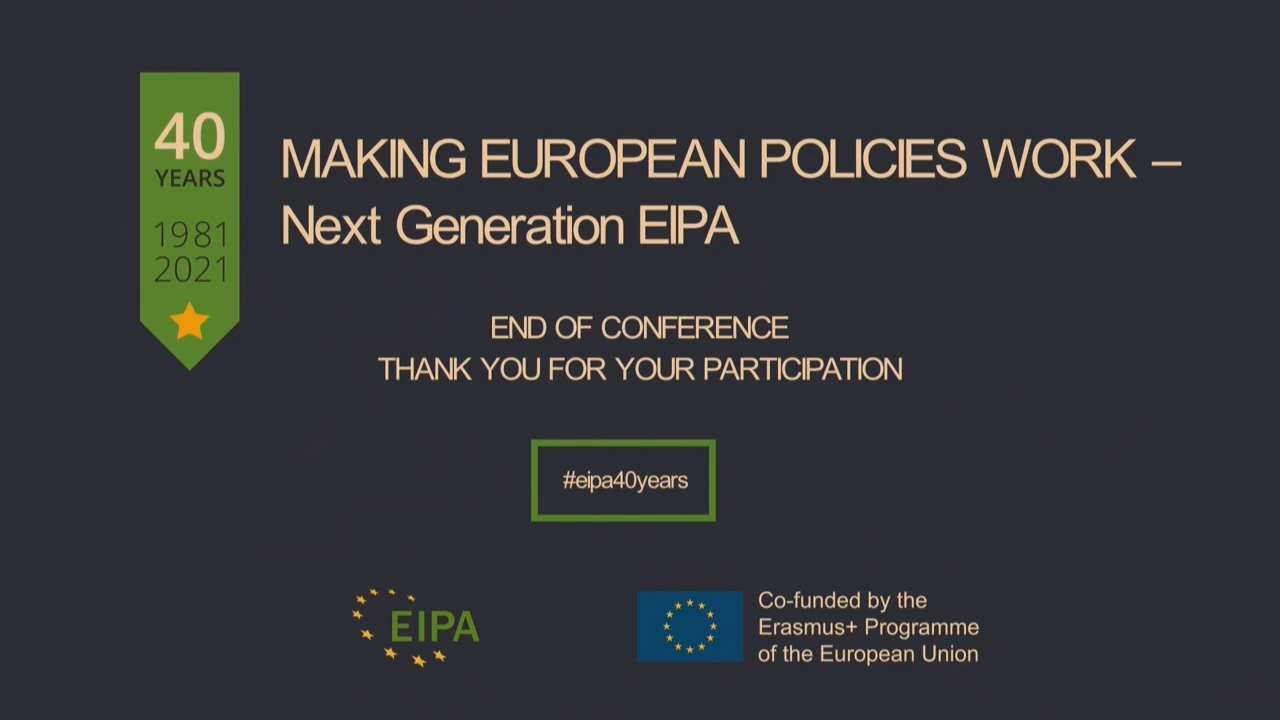 40
YEARS
1981
2021
MAKING EUROPEAN POLICIES WORK –
Next Generation EIPA
END OF CONFERENCE
THANK YOU FOR YOUR PARTICIPATION
#eipa40years
EIPA
Co-funded by the
Erasmus+ Programme
of the European Union